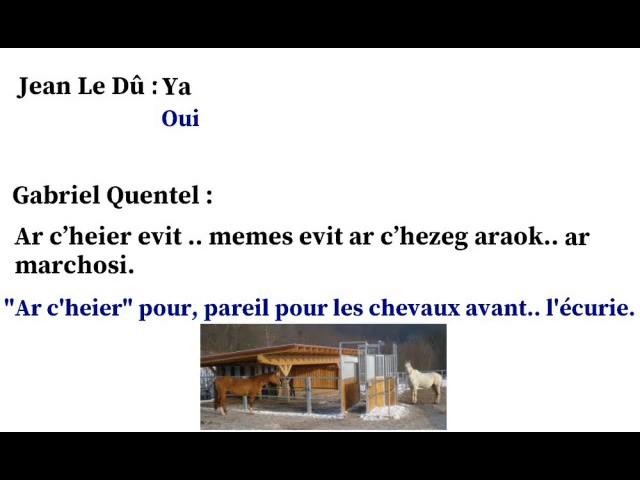 Jean Le Dû : Ya
Oui
Gabriel Quentel :
Ar c’heier evit .. memes evit ar c’hezeg araok.. ar
marchosi.
"Ar c'heier" pour, pareil pour les chevaux avant.. l'écurie.